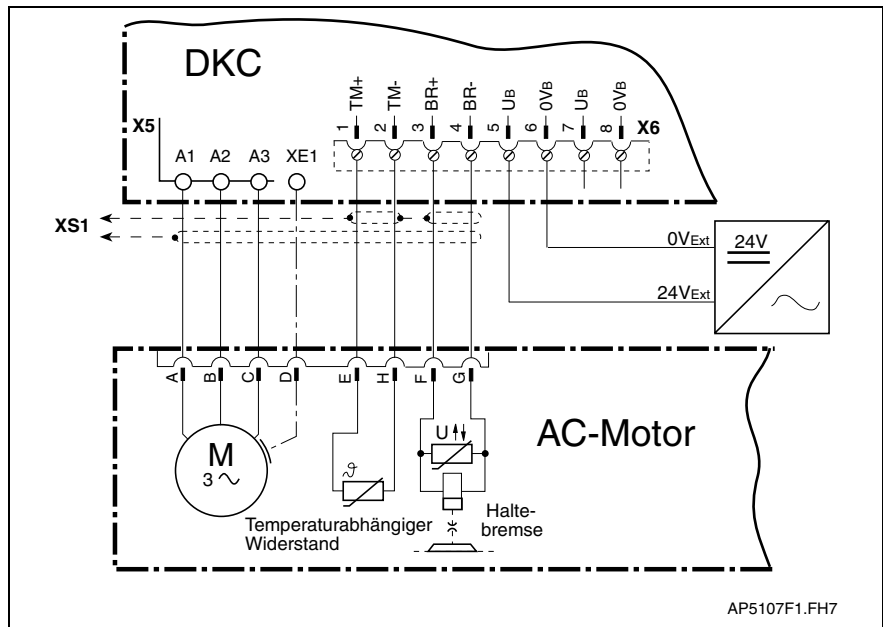 DKC
TM+
TM-
BR+
BR-
UB
0VB
UB
0VB
X5
1
2
3
4
5
6
7
8
X6
A1 A2 A3 XE1
XS1
0VExt
24V
24VExt
A
B
C
D
E
H
F
G
M
3
U
ϑ
AC-Motor
Temperaturabhängiger
Widerstand
Halte-
bremse
AP5107F1.FH7